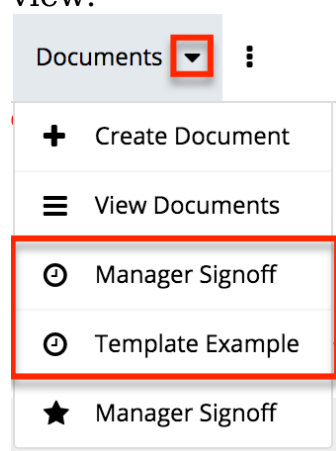 view.
Documents
Create Document
View Documents
Manager Signoff
Template Example
Manager Signoff